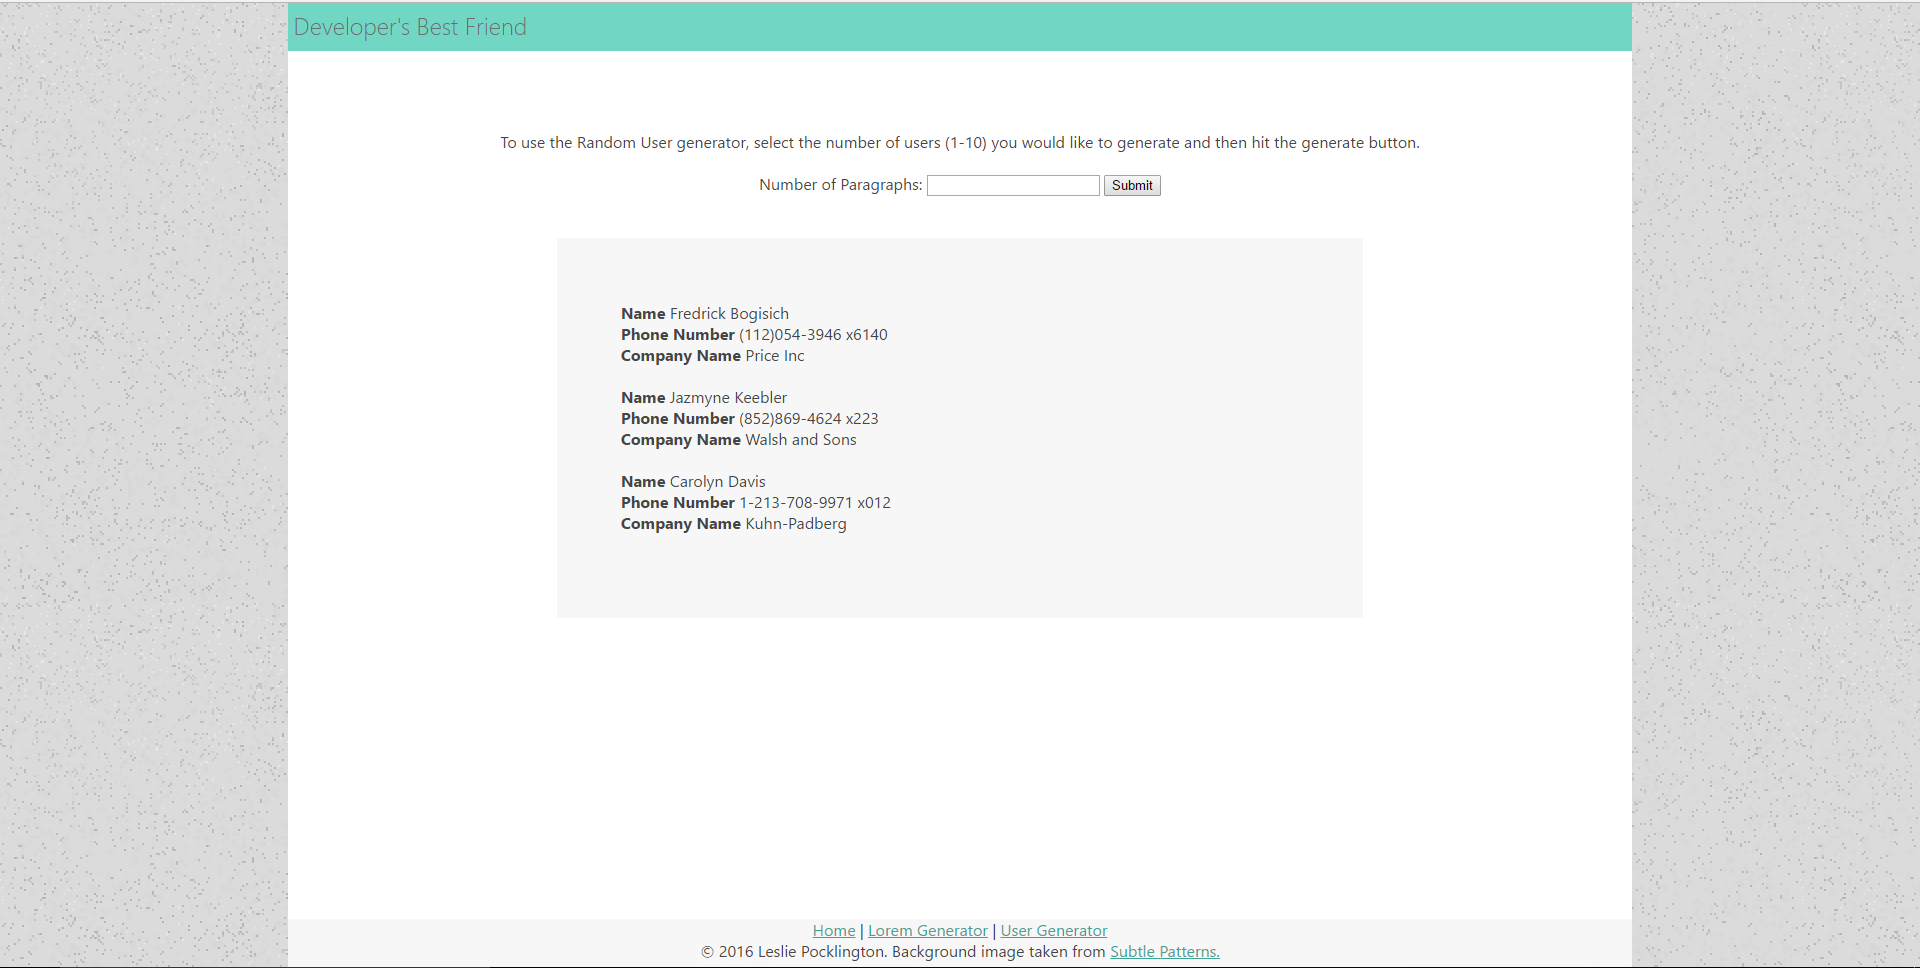 Developer's Best Friend
To use the Random User generator, select the number of users (1-10) you would like to generate and then hit the generate button.
Number of Paragraphs: Submit
Name Fredrick Bogisich
Phone Number (112)054-3946 x6140
Company Name Price Inc
Name Jazmyne Keebler
Phone Number (852)869-4624 x223
Company Name Walsh and Sons
Name Carolyn Davis
Phone Number 1-213-708-9971 x012
Company Name Kuhn-Padberg
Home | Lorem Generator | User Generator
© 2016 Leslie Pocklington. Background image taken from Subtle Patterns.